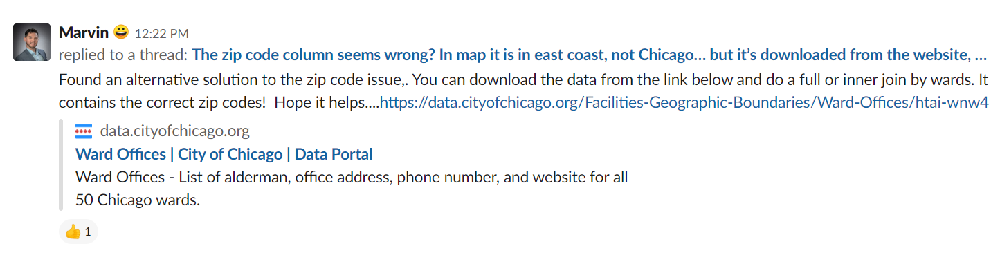 Marvin 😀 12:22 PM
replied to a thread: The zip code column seems wrong? In map it is in east coast, not Chicago... but it's downloaded from the website, ...
Found an alternative solution to the zip code issue,. You can download the data from the link below and do a full or inner join by wards. It
contains the correct zip codes!  Hope it helps....https://data.cityofchicago.org/Facilities-Geographic-Boundaries/Ward-Offices/htai-wnw4
data.cityofchicago.org
Ward Offices | City of Chicago | Data Portal
Ward Offices - List of alderman, office address, phone number, and website for all
50 Chicago wards.
👍 1